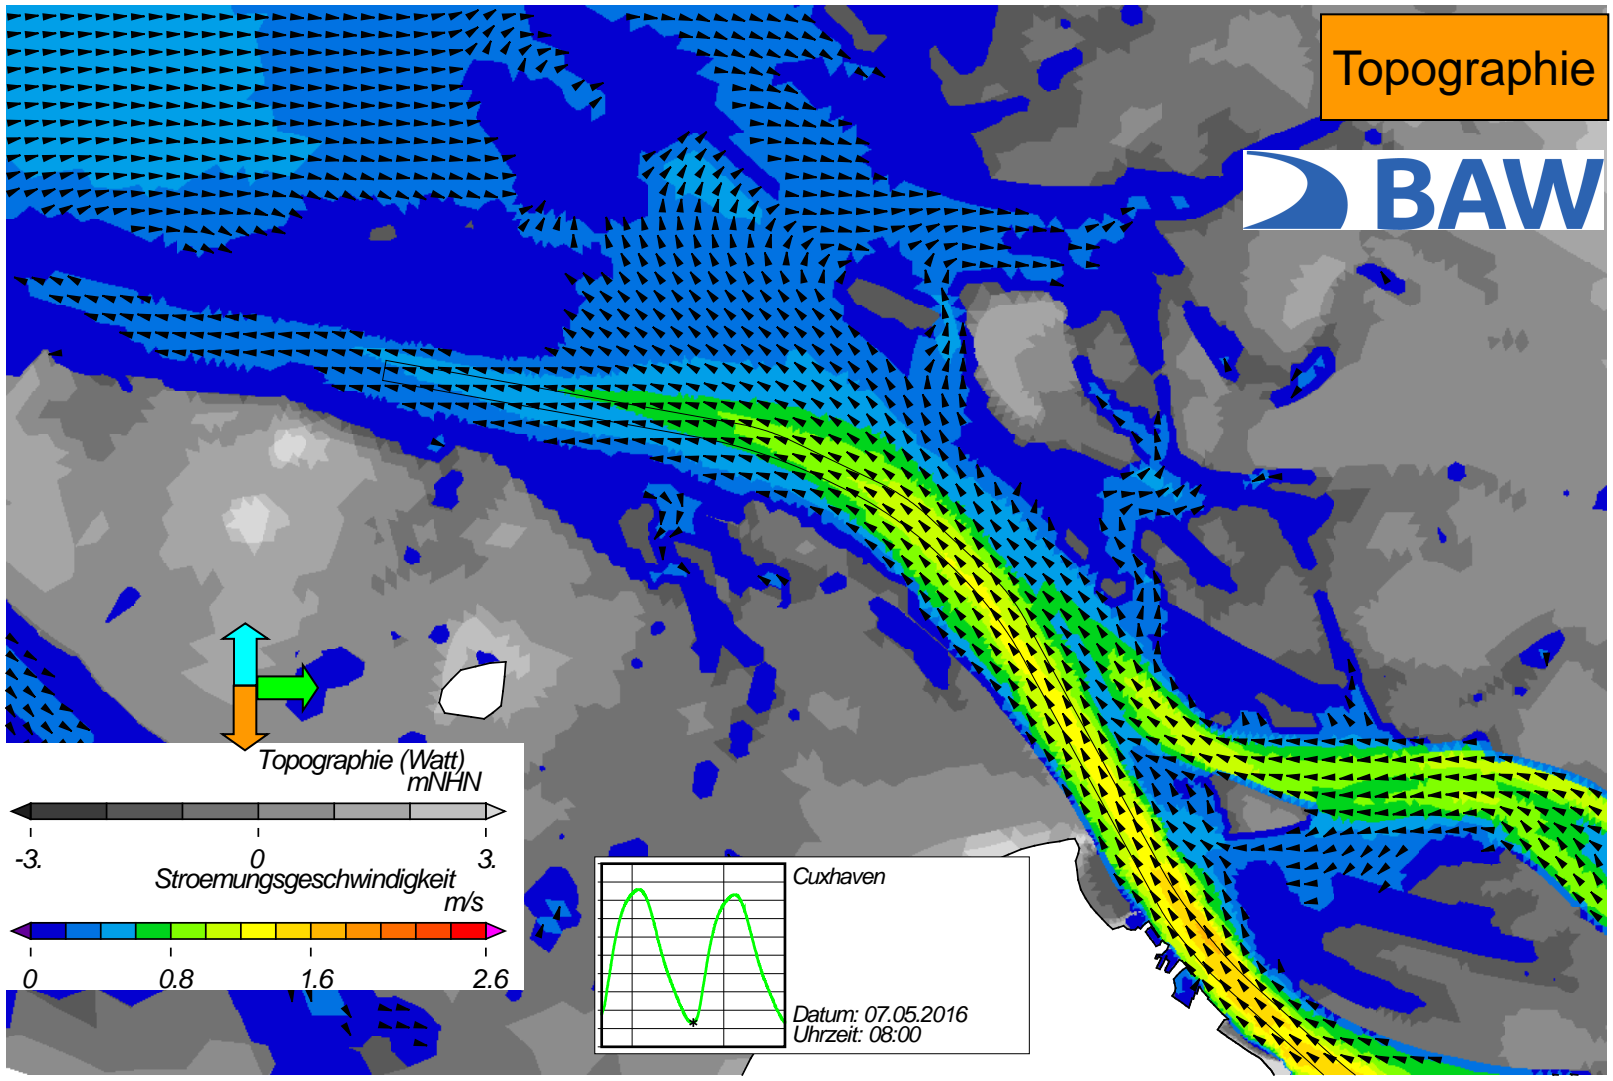 Topographie
BAW
Topographie (Watt)
mNHN
-3. 0 3.
Stroemungsgeschwindigkeit
m/s
0 0.8 1.6 2.6
Cuxhaven
Datum: 07.05.2016
Uhrzeit: 08:00